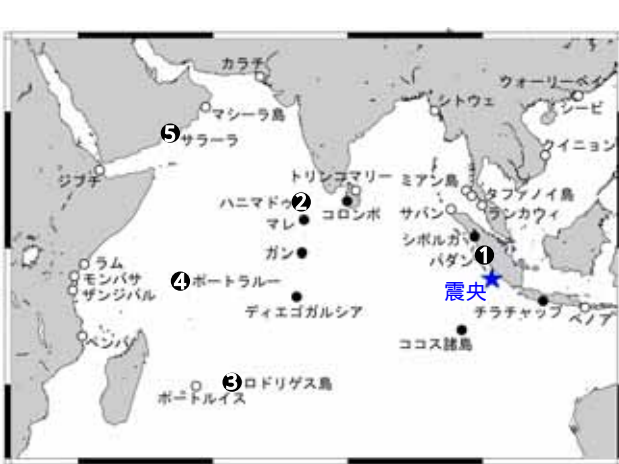 カラチ
マシーラ島
❺サラーラ
ジブチ
シトウェ
ウォーリーベイ
シービ
クイニョン
トリンコマリー
ミアン島
タファノイ島
ランカウィ
ハニマドゥ❷
コロンボ
サバン
マレ
シボルガ
パダン❶
ガン
ラム
モンバサ
ザンジバル
❹ポートラルー
震央
ディエゴガルシア
チラチャップ
ベノア
ペンバ
ココス諸島
❸ロドリゲス島
ポートルイス